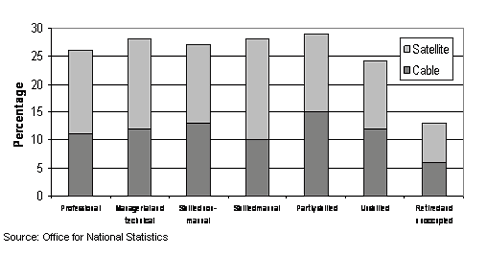 30
25
20
15
10
5
0
Percentage
Satellite
Cable
Professional
Managerial and
technical
Skilled non-
manual
Skilled manual
Partly skilled
Unskilled
Retired and
unoccupied
Source: Office for National Statistics